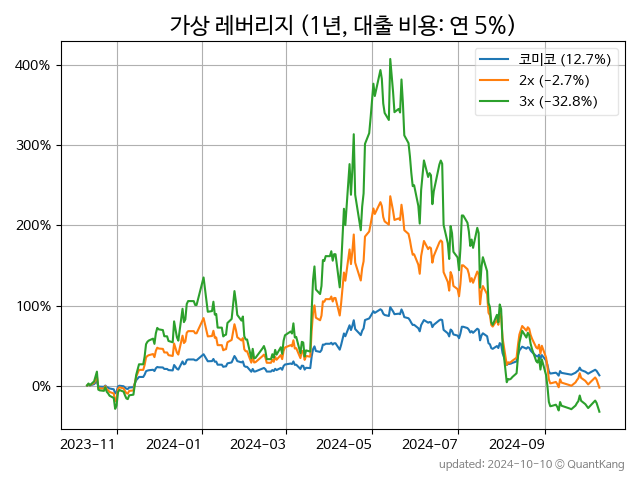 가상 레버리지 (1년, 대출 비용: 연 5%)
코미코 (12.7%)
2x (−2.7%)
3x (−32.8%)
400%
300%
200%
100%
0%
2023-11
2024-01
2024-03
2024-05
2024-07
2024-09
updated: 2024-10-10 © QuantKang